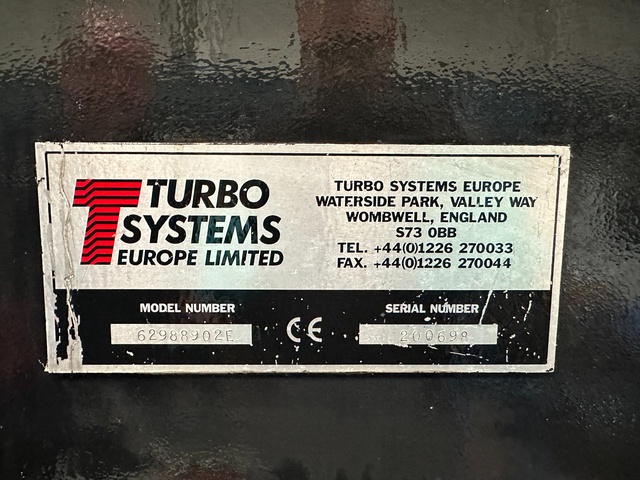 TURBO
SYSTEMS
EUROPE LIMITED
TURBO SYSTEMS EUROPE
WATERSIDE PARK, VALLEY WAY
WOMBWELL, ENGLAND
S73 0BB
TEL. +44(0)1226 270033
FAX. +44(0)1226 270044
MODEL NUMBER
62988902E
CE
SERIAL NUMBER
200698